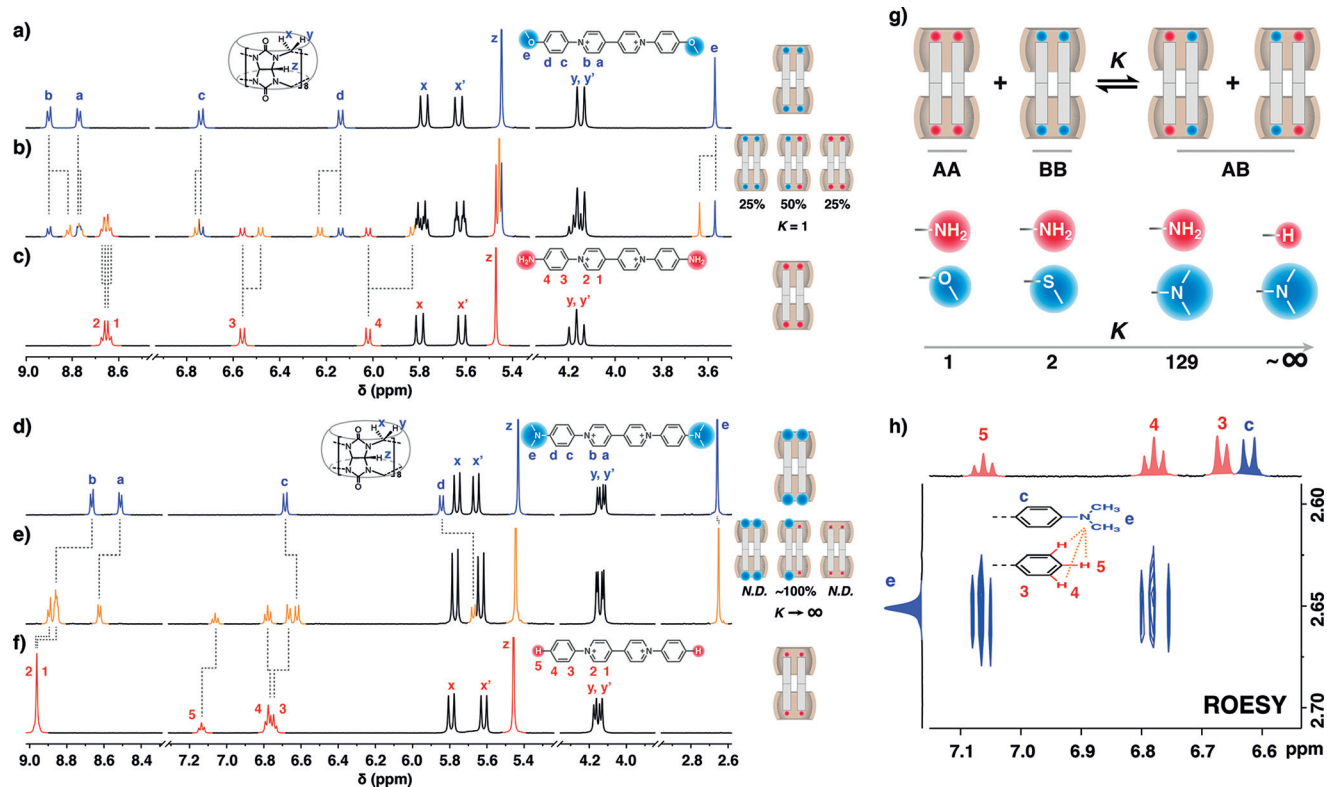 a)
O
N
N
N
N
O
H
H
x
y
z
H
8
z
O
N+
N+
O
e
d
c
b
a
e
b
a
c
d
x
x'
y, y'
b)
25%
50%
25%
K = 1
c)
z
H2N
N+
N+
NH2
4
3
2
1
2
1
3
4
x
x'
y, y'
9.0
8.8
8.6
6.8
6.6
6.4
6.2
6.0
5.8
5.6
5.4
4.2
4.0
3.8
3.6
δ (ppm)
d)
O
N
N
N
N
O
H
H
x
y
z
H
8
z
N
N+
N+
N
e
d
c
b
a
e
b
a
c
d
x
x'
y, y'
e)
N.D.
~100%
N.D.
K → ∞
f)
z
H
N+
N+
H
5
4
3
2
1
2
1
5
4
3
x
x'
y, y'
9.0
8.8
8.6
8.4
7.2
7.0
6.8
6.6
6.4
6.2
6.0
5.8
5.6
5.4
4.2
4.0
2.8
2.6
δ (ppm)
g)
+
K
+
AA
BB
AB
NH2
NH2
NH2
H
O
S
N
N
K
1
2
129
~∞
h)
5
4
3
c
c
N
CH3
CH3
e
H
H
5
3
H
4
e
ROESY
2.60
2.65
2.70
7.1
7.0
6.9
6.8
6.7
6.6
ppm